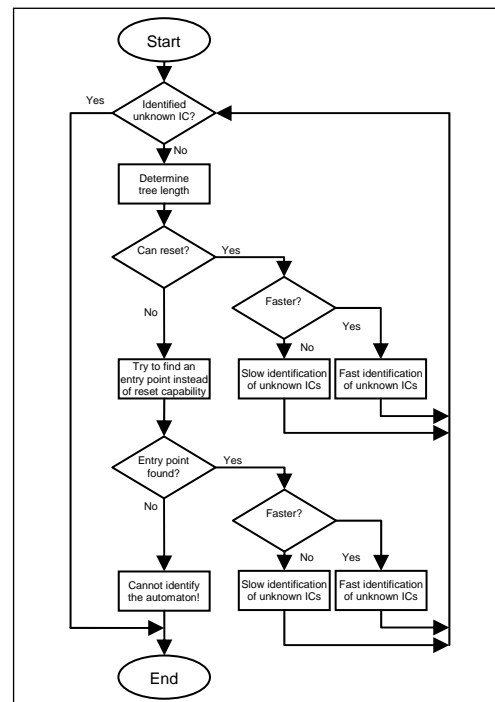 Start
Yes
Identified
unknown IC?
No
Determine
tree length
Can reset?
Yes
No
Faster?
No
Yes
Try to find an
entry point instead
of reset capability
Slow identification
of unknown ICs
Fast identification
of unknown ICs
Entry point
found?
Yes
No
Faster?
No
Yes
Cannot identify
the automaton!
Slow identification
of unknown ICs
Fast identification
of unknown ICs
End